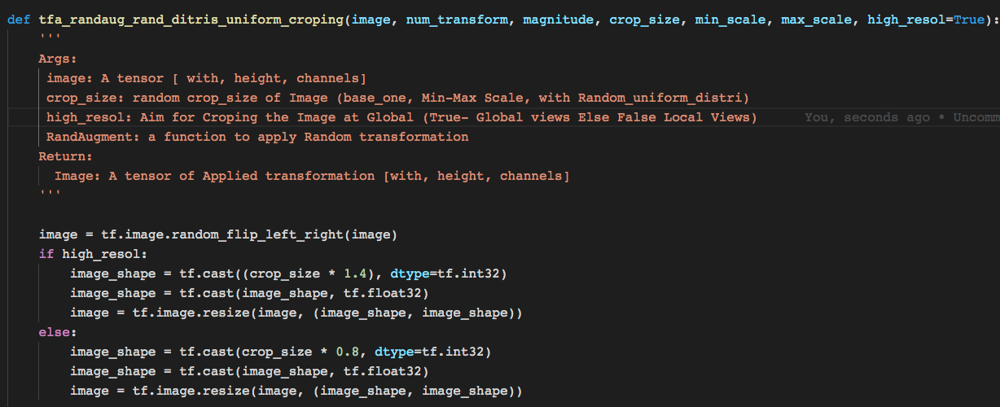 def tfa_randaug_rand_ditris_uniform_croping(image, num_transform, magnitude, crop_size, min_scale, max_scale, high_resol=True):
'''
Args:
image: A tensor [ with, height, channels]
crop_size: random crop_size of Image (base_one, Min-Max Scale, with Random_uniform_distri)
high_resol: Aim for Croping the Image at Global (True- Global views Else False Local Views) You, seconds ago • Uncomm
RandAugment: a function to apply Random transformation
Return:
Image: A tensor of Applied transformation [with, height, channels]
'''
image = tf.image.random_flip_left_right(image)
if high_resol:
image_shape = tf.cast((crop_size * 1.4), dtype=tf.int32)
image_shape = tf.cast(image_shape, tf.float32)
image = tf.image.resize(image, (image_shape, image_shape))
else:
image_shape = tf.cast(crop_size * 0.8, dtype=tf.int32)
image_shape = tf.cast(image_shape, tf.float32)
image = tf.image.resize(image, (image_shape, image_shape))